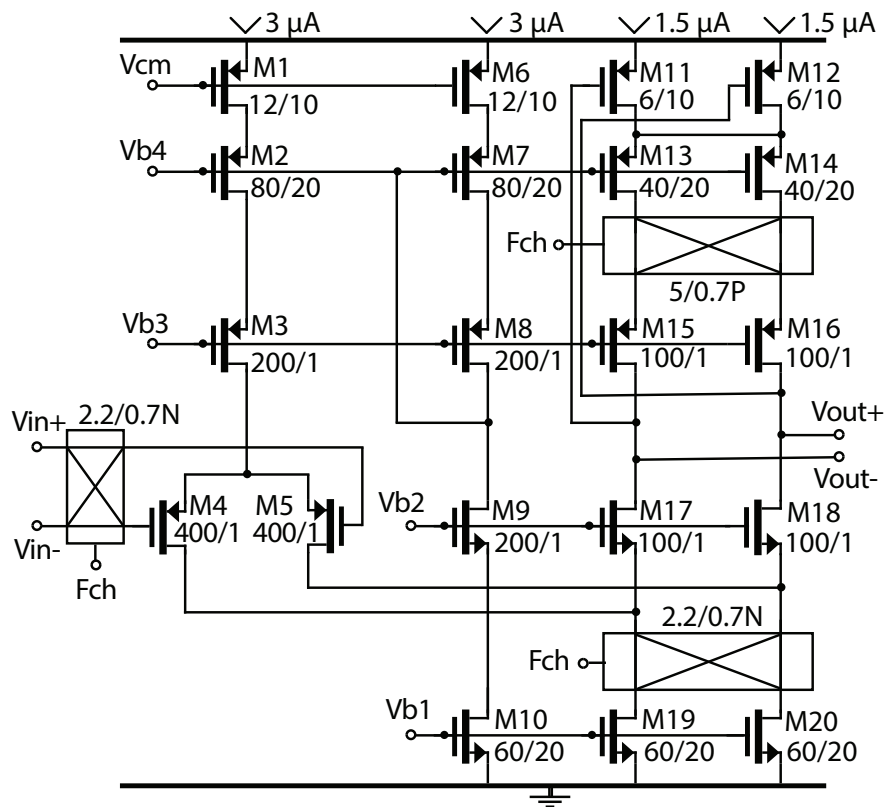 3 µA 3 µA 1.5 µA 1.5 µA
Vcm M1 M6 M11 M12
12/10 12/10 6/10 6/10
Vb4 M2 M7 M13 M14
80/20 80/20 40/20 40/20
Fch
5/0.7P
Vb3 M3 M8 M15 M16
200/1 200/1 100/1 100/1
Vin+ 2.2/0.7N
Vout+
Vout-
M4 M5 Vb2 M9 M17 M18
400/1 400/1 200/1 100/1 100/1
Vin-
Fch
2.2/0.7N
Fch
Vb1 M10 M19 M20
60/20 60/20 60/20